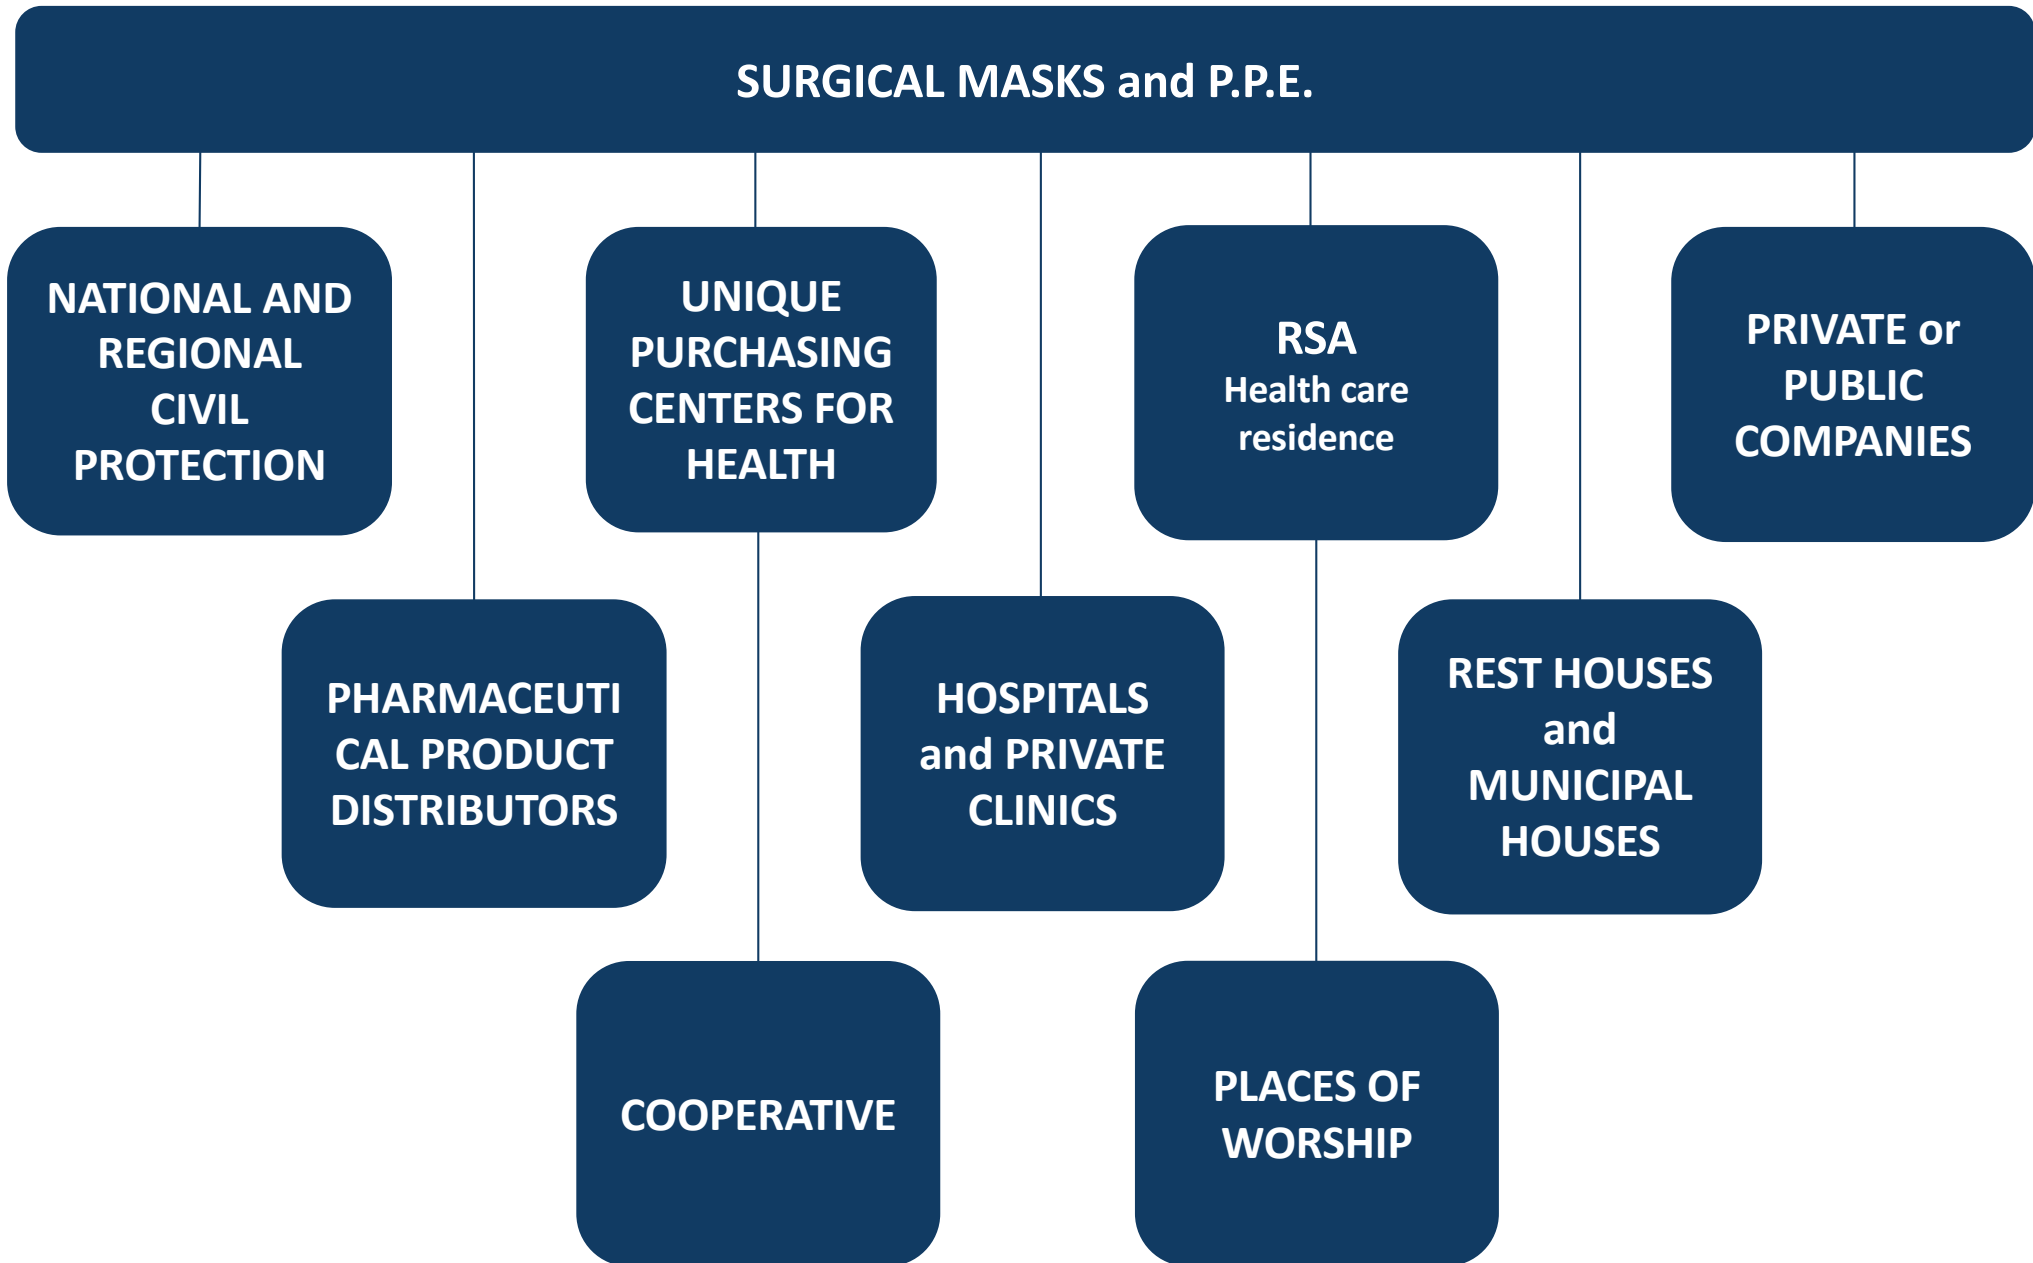 SURGICAL MASKS and P.P.E.
NATIONAL AND
REGIONAL
CIVIL
PROTECTION
UNIQUE
PURCHASING
CENTERS FOR
HEALTH
RSA
Health care
residence
PRIVATE or
PUBLIC
COMPANIES
PHARMACEUTI
CAL PRODUCT
DISTRIBUTORS
HOSPITALS
and PRIVATE
CLINICS
REST HOUSES
and
MUNICIPAL
HOUSES
COOPERATIVE
PLACES OF
WORSHIP